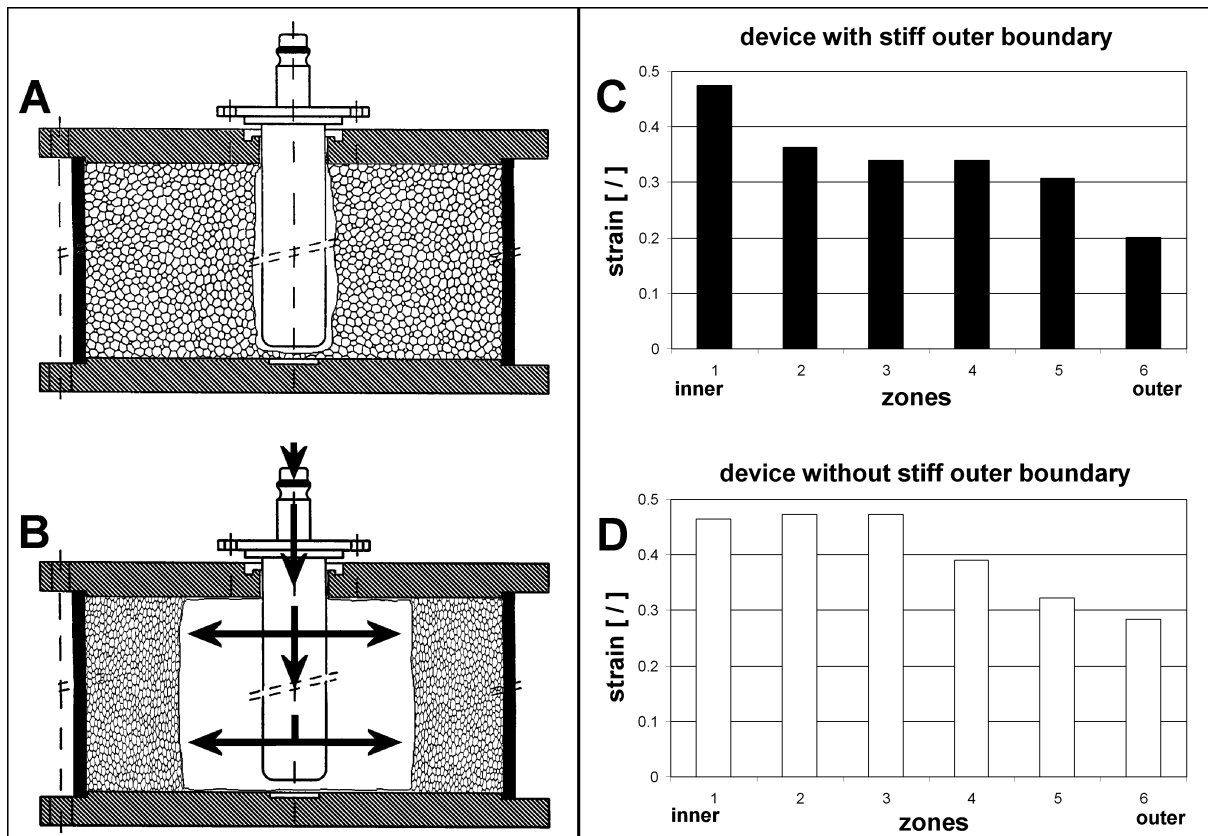 A
B
C
device with stiff outer boundary
strain [ / ]
0.5
0.4
0.3
0.2
0.1
0
1 2 3 4 5 6
inner outer
zones
D
device without stiff outer boundary
strain [ / ]
0.5
0.4
0.3
0.2
0.1
0
1 2 3 4 5 6
inner outer
zones